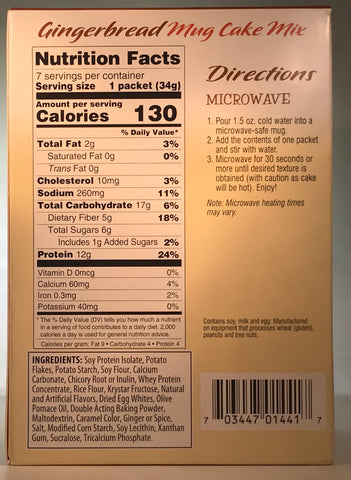 Gingerbread Mug Cake Mix
Nutrition Facts
7 servings per container
Serving size 1 packet (34g)
Amount per serving
Calories 130
% Daily Value*
Total Fat 2g 3%
Saturated Fat 0g 0%
Trans Fat 0g
Cholesterol 10mg 3%
Sodium 260mg 11%
Total Carbohydrate 17g 6%
Dietary Fiber 5g 18%
Total Sugars 6g
Includes 1g Added Sugars 2%
Protein 12g 24%
Vitamin D 0mcg 0%
Calcium 60mg 4%
Iron 0.3mg 2%
Potassium 40mg 0%
* The % Daily Value (DV) tells you how much a nutrient
in a serving of food contributes to a daily diet. 2,000
calories a day is used for general nutrition advice.
Calories per gram: Fat 9 • Carbohydrate 4 • Protein 4
INGREDIENTS: Soy Protein Isolate, Potato
Flakes, Potato Starch, Soy Flour, Calcium
Carbonate, Chicory Root or Inulin, Whey Protein
Concentrate, Rice Flour, Krystar Fructose, Natural
and Artificial Flavors, Dried Egg Whites, Olive
Pomace Oil, Double Acting Baking Powder,
Maltodextrin, Caramel Color, Ginger or Spice,
Salt, Modified Corn Starch, Soy Lecithin, Xanthan
Gum, Sucralose, Tricalcium Phosphate.
Directions
MICROWAVE
1. Pour 1.5 oz. cold water into a
microwave-safe mug.
2. Add the contents of one packet
and stir with water.
3. Microwave for 30 seconds or
more until desired texture is
obtained (with caution as cake
will be hot). Enjoy!
Note: Microwave heating times
may vary.
Contains soy, milk and egg. Manufactured
on equipment that processes wheat (gluten),
peanuts and tree nuts.
7 03447 01441 7